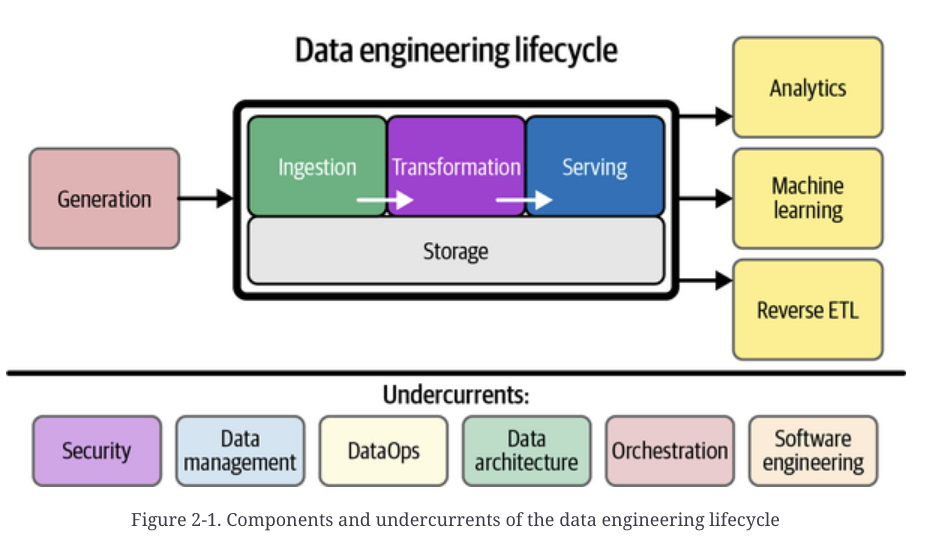 Data engineering lifecycle
Generation
Ingestion
Transformation
Serving
Storage
Analytics
Machine
learning
Reverse ETL
Undercurrents:
Security
Data
management
DataOps
Data
architecture
Orchestration
Software
engineering
Figure 2-1. Components and undercurrents of the data engineering lifecycle